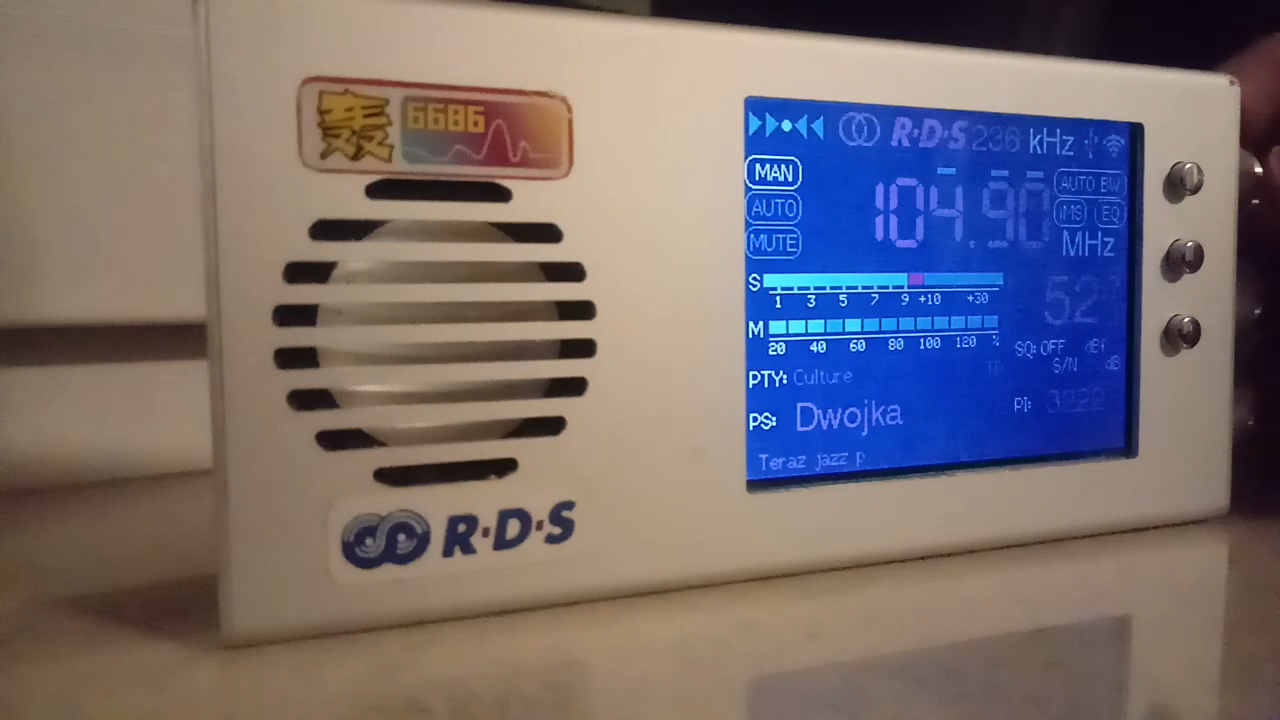 轰 6686
R·D·S
R·D·S 236 kHz
MAN
AUTO
MUTE
104.90 MHz
AUTO BW
iMS EQ
S 1 3 5 7 9 +10 +30
M 20 40 60 80 100 120 %
52
SQ: OFF dBf
S/N dB
PTY: Culture TP
PS: Dwojka
PI: 3222
Teraz jazz p